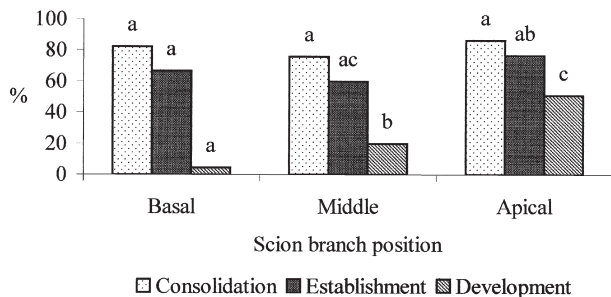 100
80
60
40
20
0
%
a a a
a ac b
a ab c
Basal Middle Apical
Scion branch position
Consolidation Establishment Development